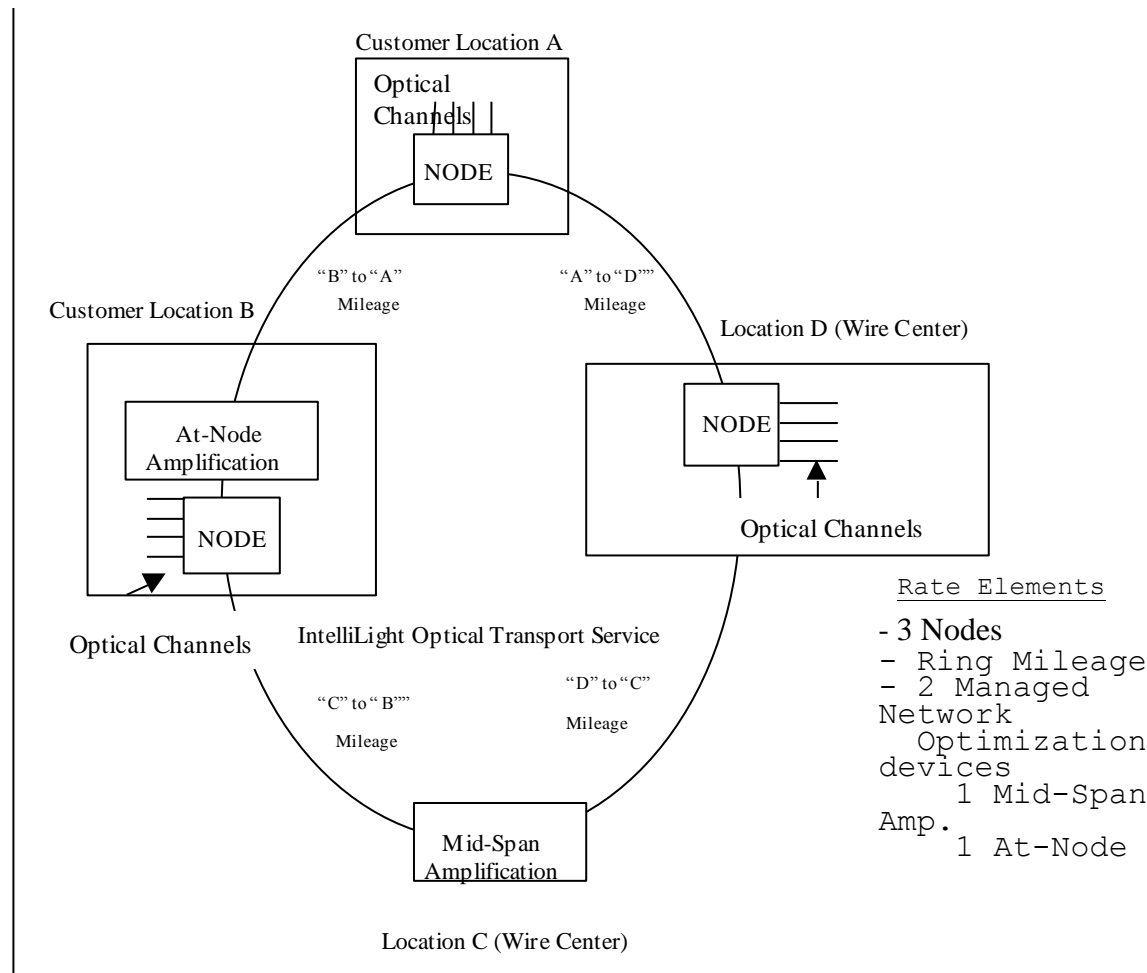 Customer Location A
Optical
Channels
NODE
“B” to “A”
Mileage
“A” to “D””
Mileage
Customer Location B
Location D (Wire Center)
At-Node
Amplification
NODE
NODE
Optical Channels
Optical Channels
Rate Elements
- 3 Nodes
- Ring Mileage
- 2 Managed
Network
Optimization
devices
1 Mid-Span
Amp.
1 At-Node
IntelliLight Optical Transport Service
“C” to “B””
Mileage
“D” to “C”
Mileage
Mid-Span
Amplification
Location C (Wire Center)